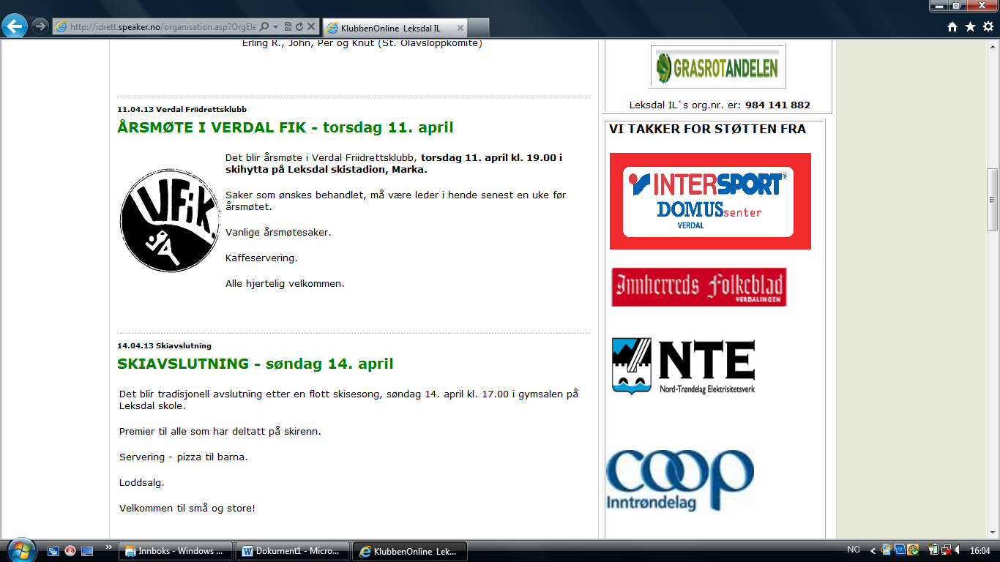 http://idrett.speaker.no/organisation.asp?OrgEle
KlubbenOnline Leksdal IL
Erling R., John, Per og Knut (St. Olavsloppkomite)
11.04.13 Verdal Friidrettsklubb
ÅRSMØTE I VERDAL FIK - torsdag 11. april
VFiK.
Det blir årsmøte i Verdal Friidrettsklubb, torsdag 11. april kl. 19.00 i
skihytta på Leksdal skistadion, Marka.
Saker som ønskes behandlet, må være leder i hende senest en uke før
årsmøtet.
Vanlige årsmøtesaker.
Kaffeservering.
Alle hjertelig velkommen.
14.04.13 Skiavslutning
SKIAVSLUTNING - søndag 14. april
Det blir tradisjonell avslutning etter en flott skisesong, søndag 14. april kl. 17.00 i gymsalen på
Leksdal skole.
Premier til alle som har deltatt på skirenn.
Servering - pizza til barna.
Loddsalg.
Velkommen til små og store!
GRASROTANDELEN
Leksdal IL`s org.nr. er: 984 141 882
VI TAKKER FOR STØTTEN FRA
INTERSPORT®
DOMUSsenter
VERDAL
Innherreds Folkeblad
VERDALINGEN
NTE
Nord-Trøndelag Elektrisitetsverk
coop
Inntrøndelag
Innboks - Windows ...
Dokument1 - Micro...
KlubbenOnline Lek...
NO
16:04